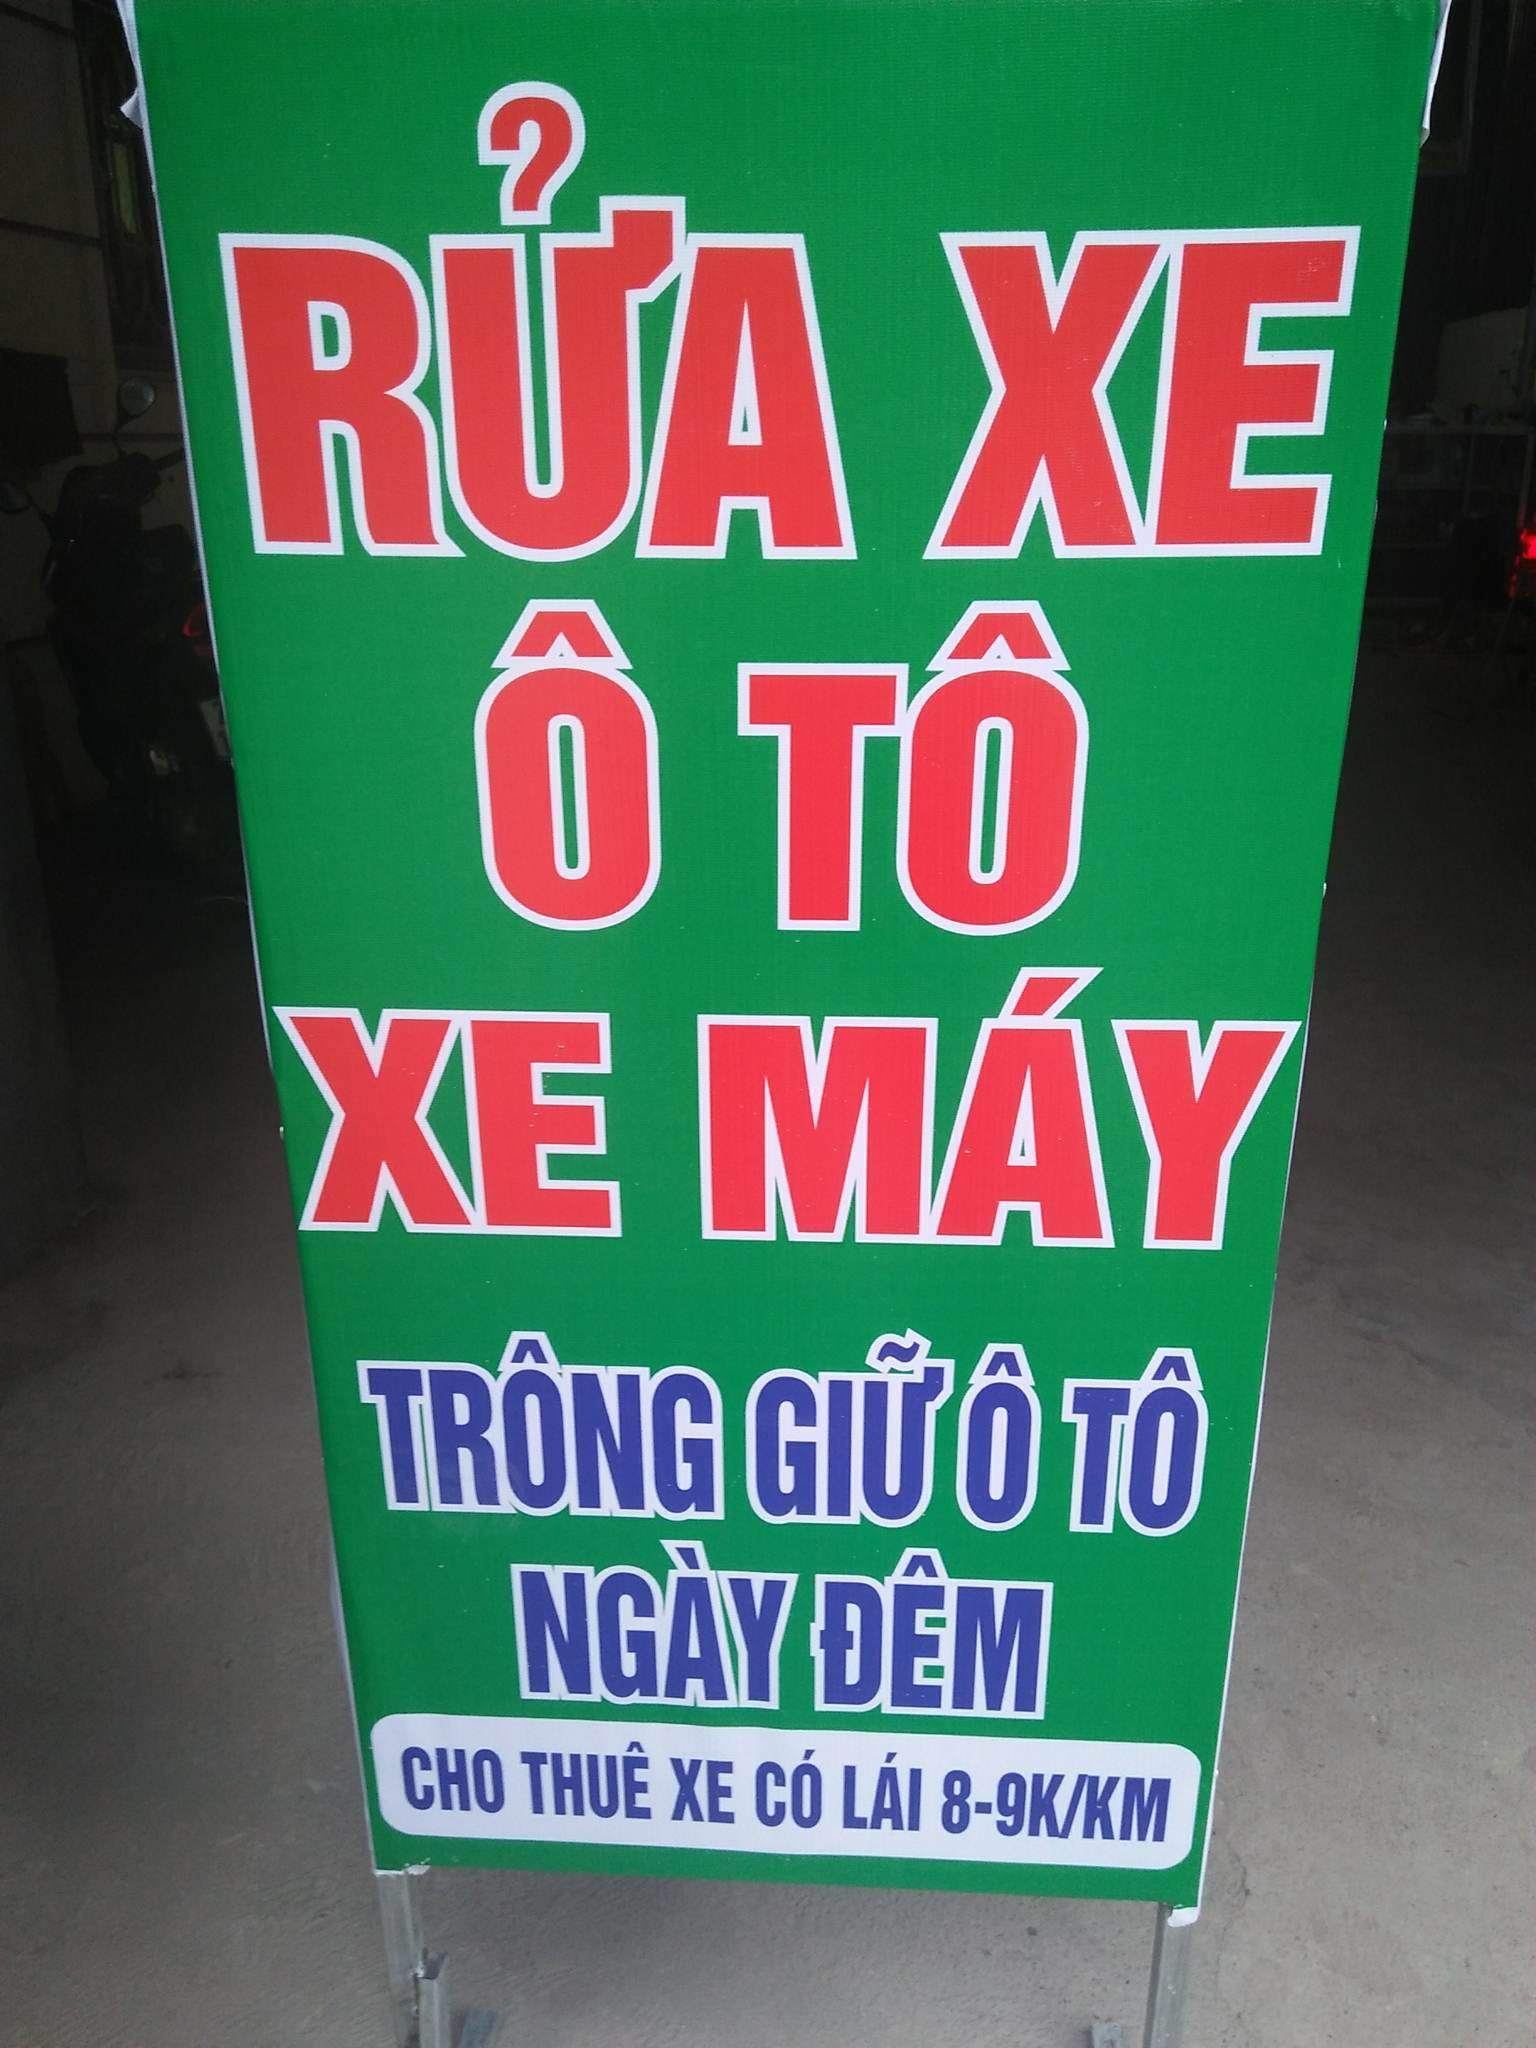 RỬA XE
Ô TÔ
XE MÁY
TRÔNG GIỮ Ô TÔ
NGÀY ĐÊM
CHO THUÊ XE CÓ LÁI 8-9K/KM